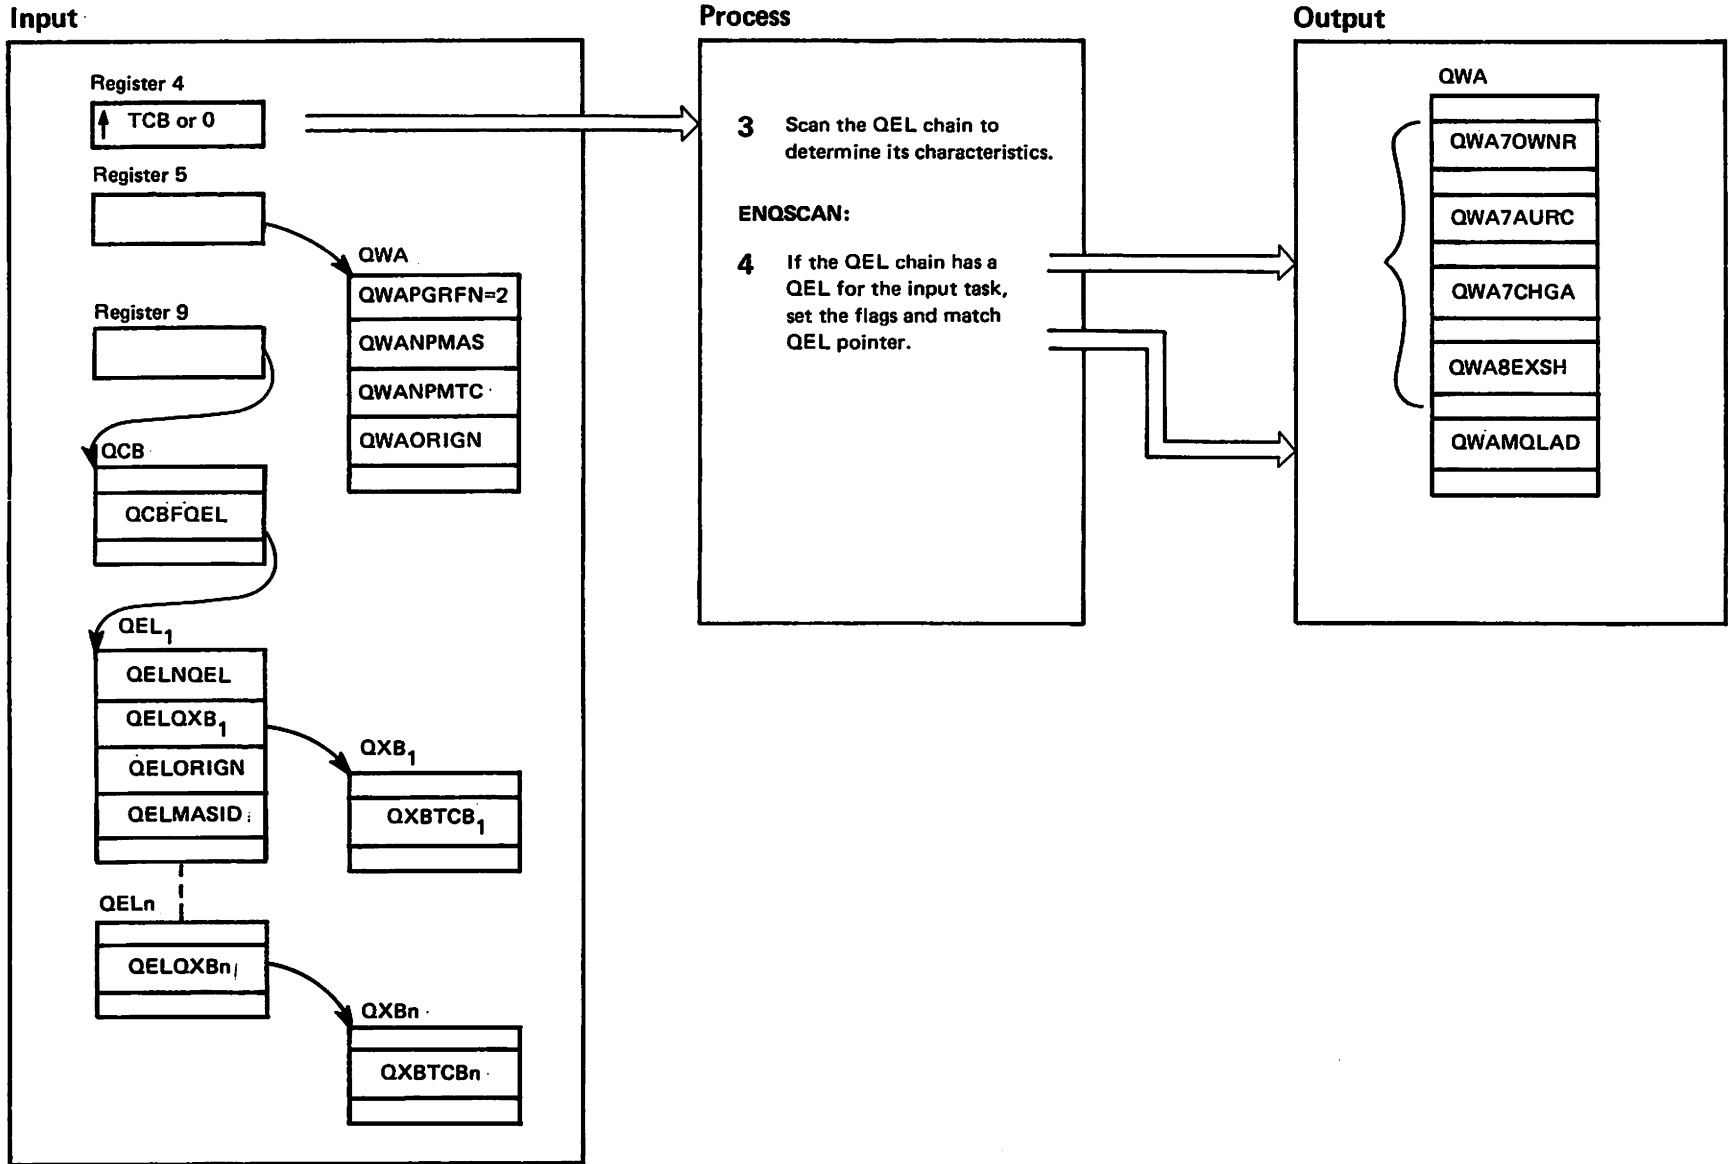 Input
Register 4
TCB or 0
Register 5
QWA
QWAPGRFN=2
QWANPMAS
QWANPMTC
QWAORIGN
Register 9
QCB
QCBFQEL
QEL1
QELNQEL
QELQXB1
QELORIGN
QELMASID
QXB1
QXBTCB1
QELn
QELQXBn
QXBn
QXBTCBn
Process
3 Scan the QEL chain to
determine its characteristics.
ENQSCAN:
4 If the QEL chain has a
QEL for the input task,
set the flags and match
QEL pointer.
Output
QWA
QWA7OWNR
QWA7AURC
QWA7CHGA
QWA8EXSH
QWAMQLAD